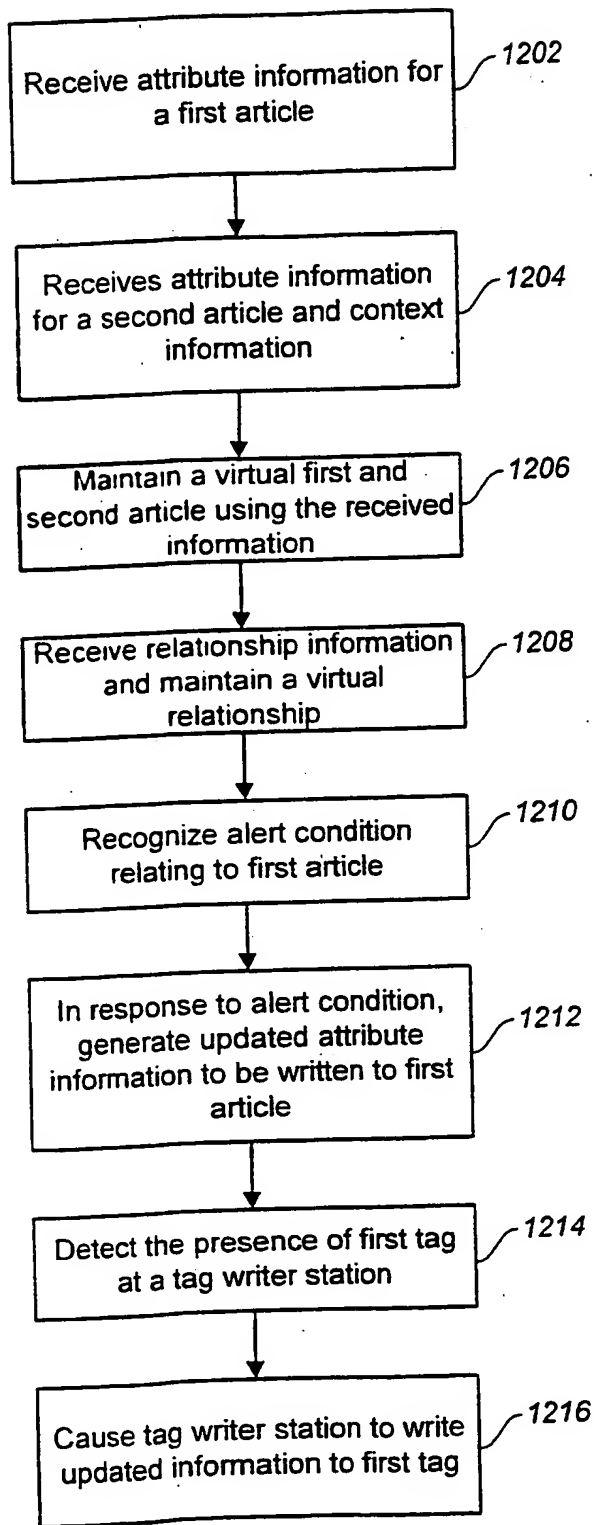 Receive attribute information for
a first article
1202
Receives attribute information
for a second article and context
information
1204
Maintain a virtual first and
second article using the received
information
1206
Receive relationship information
and maintain a virtual
relationship
1208
Recognize alert condition
relating to first article
1210
In response to alert condition,
generate updated attribute
information to be written to first
article
1212
Detect the presence of first tag
at a tag writer station
1214
Cause tag writer station to write
updated information to first tag
1216